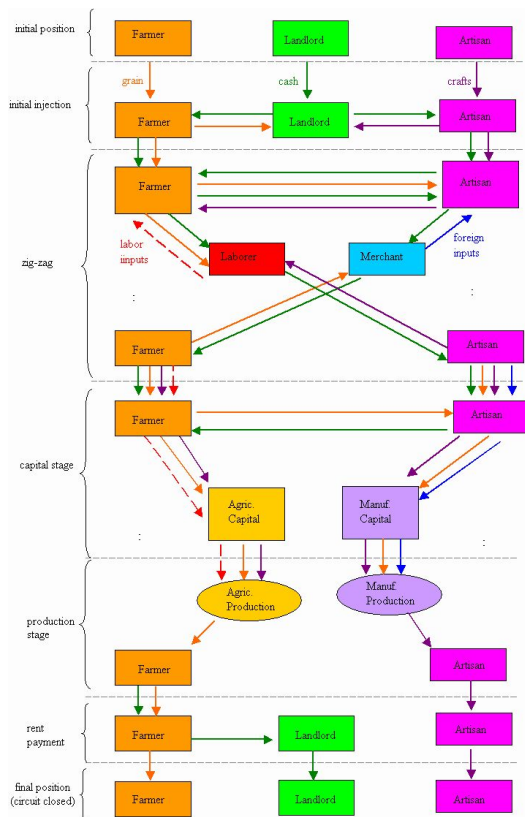 initial position
Farmer
Landlord
Artisan
grain
cash
crafts
initial injection
Farmer
Landlord
Artisan
Farmer
Artisan
zig-zag
labor
iinputs
Laborer
Merchant
foreign
inputs
:
:
Farmer
Artisan
Farmer
Artisan
capital stage
Agric.
Capital
Manuf.
Capital
:
:
Agric.
Production
Manuf.
Production
production
stage
Farmer
Artisan
rent
payment
Farmer
Landlord
Artisan
final position
(circuit closed)
Farmer
Landlord
Artisan